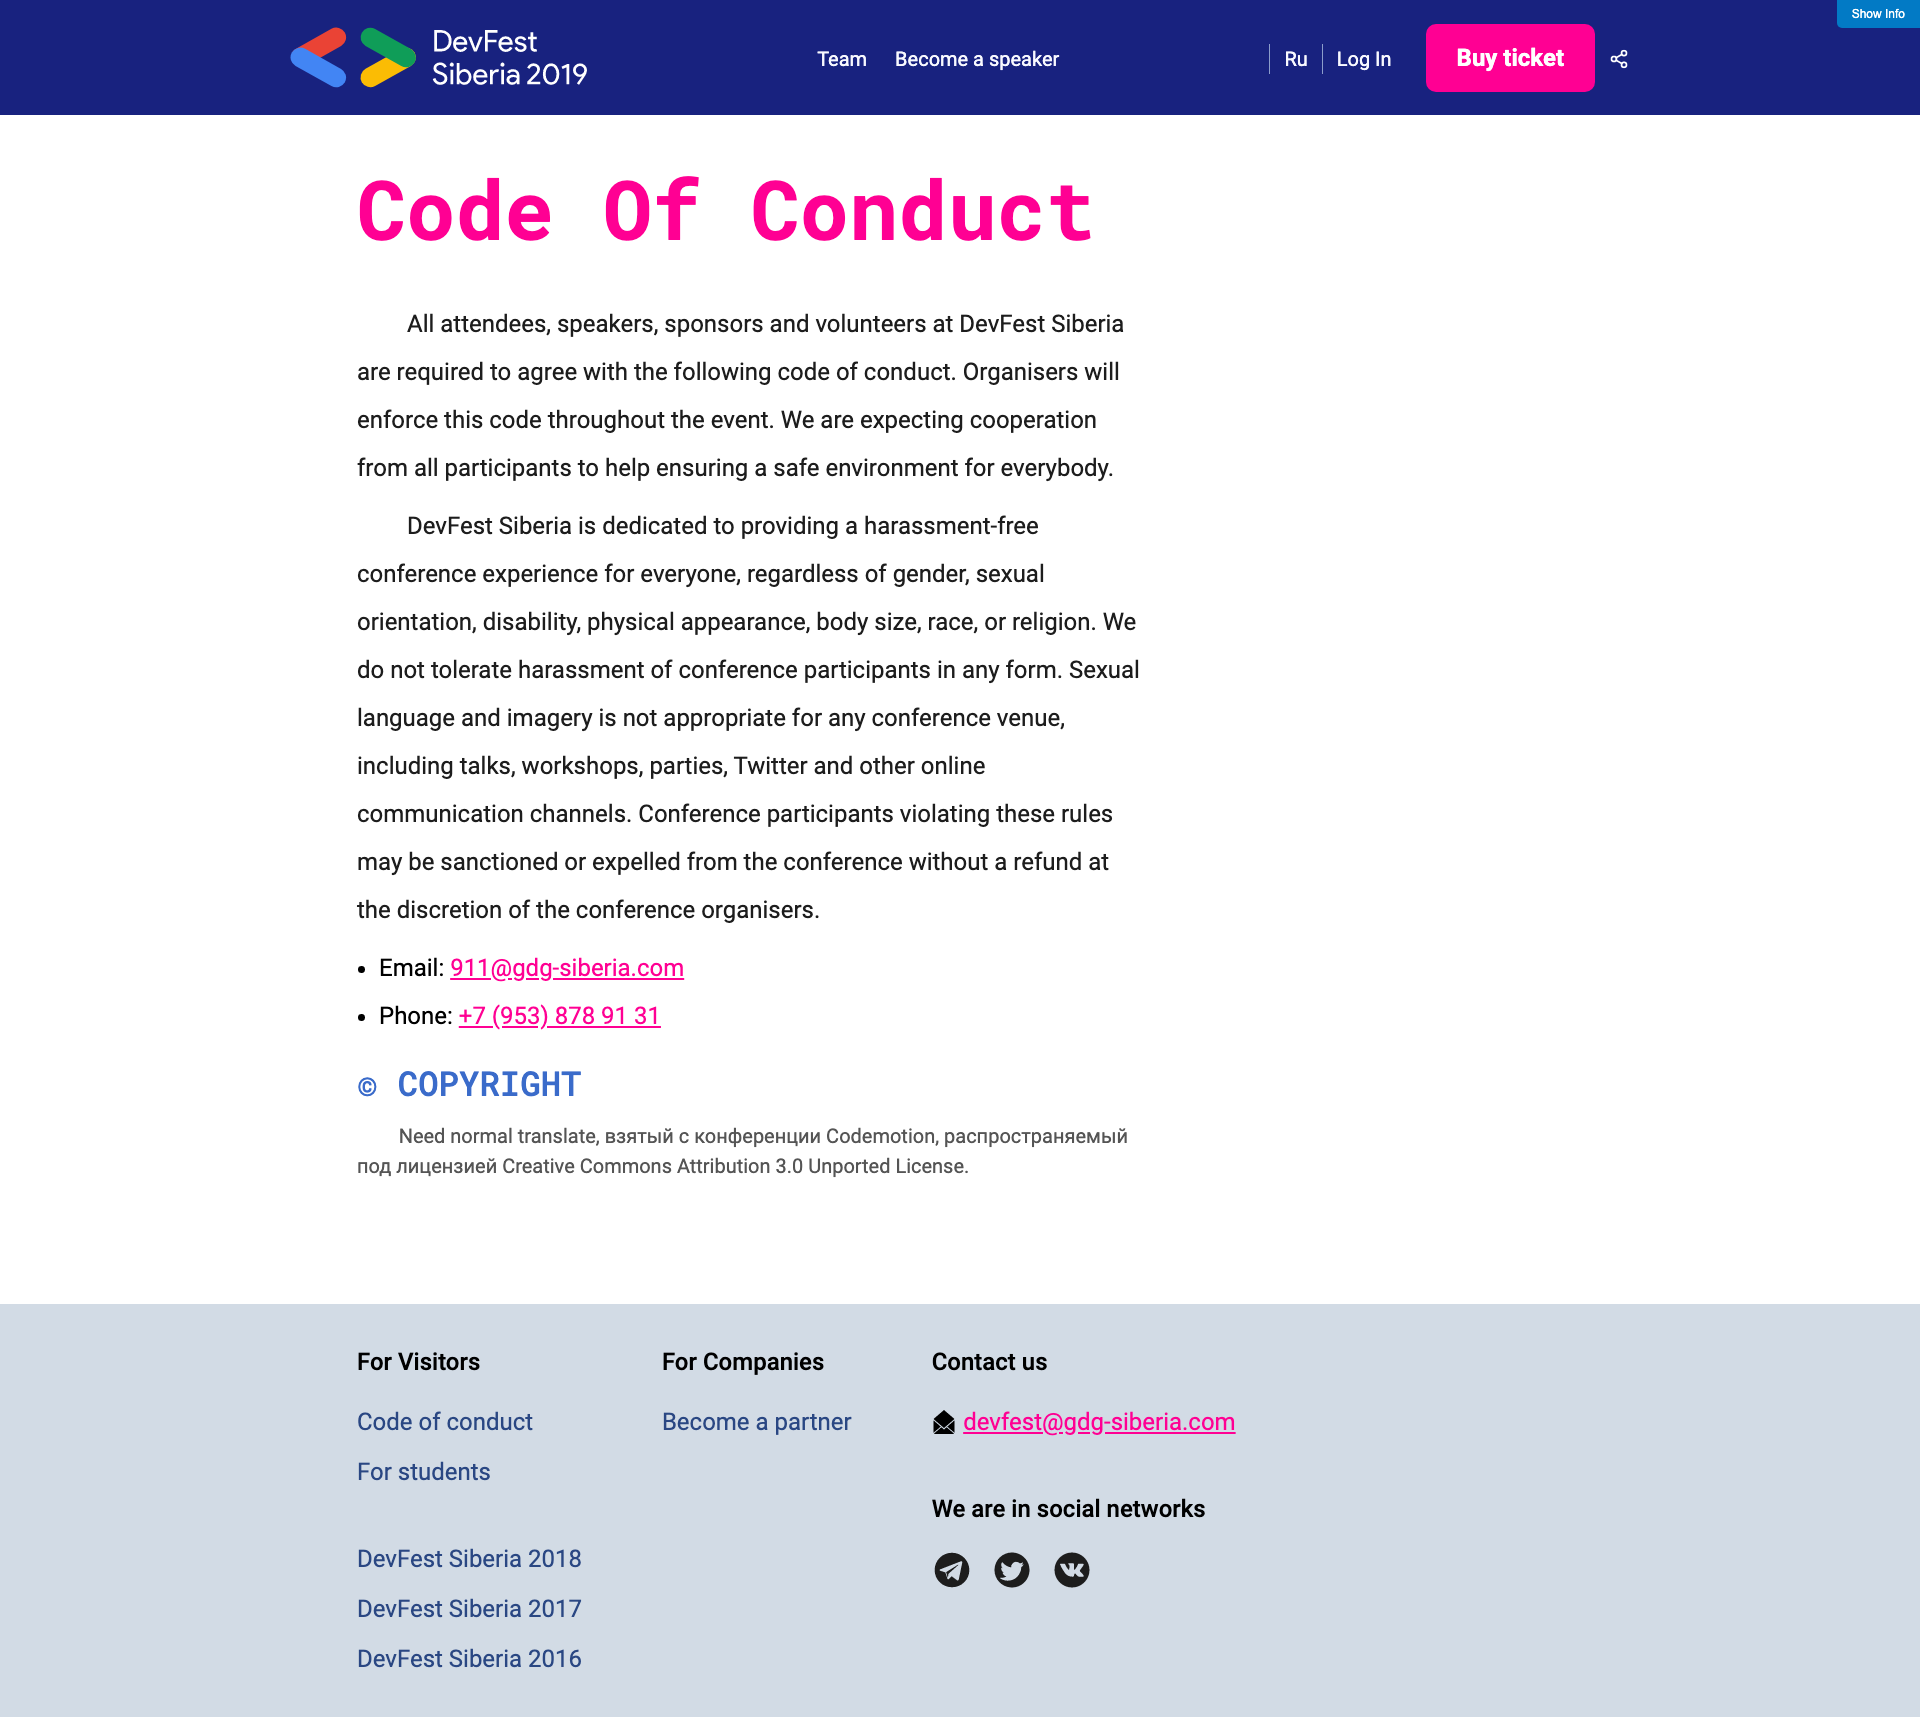 DevFest
Siberia 2019
Team
Become a speaker
Ru
Log In
Buy ticket
Show Info
Code Of Conduct
All attendees, speakers, sponsors and volunteers at DevFest Siberia
are required to agree with the following code of conduct. Organisers will
enforce this code throughout the event. We are expecting cooperation
from all participants to help ensuring a safe environment for everybody.
DevFest Siberia is dedicated to providing a harassment-free
conference experience for everyone, regardless of gender, sexual
orientation, disability, physical appearance, body size, race, or religion. We
do not tolerate harassment of conference participants in any form. Sexual
language and imagery is not appropriate for any conference venue,
including talks, workshops, parties, Twitter and other online
communication channels. Conference participants violating these rules
may be sanctioned or expelled from the conference without a refund at
the discretion of the conference organisers.
• Email: 911@gdg-siberia.com
• Phone: +7 (953) 878 91 31
© COPYRIGHT
Need normal translate, взятый с конференции Codemotion, распространяемый
под лицензией Creative Commons Attribution 3.0 Unported License.
For Visitors
Code of conduct
For students
DevFest Siberia 2018
DevFest Siberia 2017
DevFest Siberia 2016
For Companies
Become a partner
Contact us
devfest@gdg-siberia.com
We are in social networks